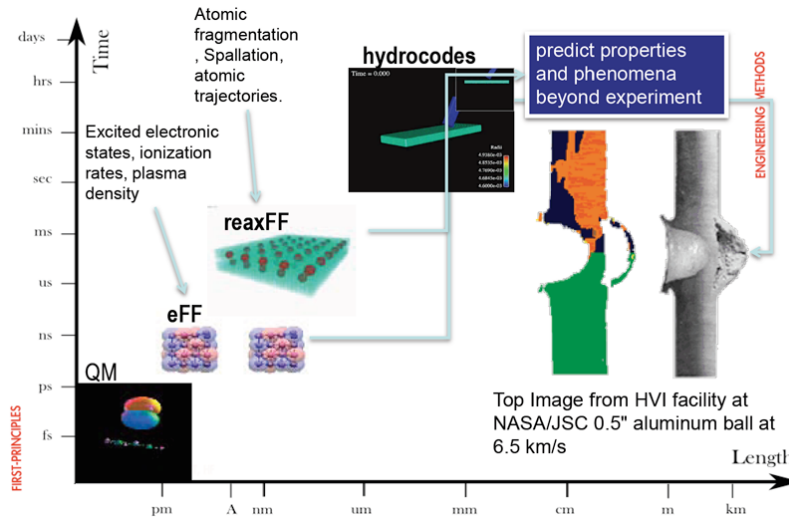 days
hrs
mins
sec
ms
us
ns
ps
fs
Time
FIRST-PRINCIPLES
Atomic
fragmentation
, Spallation,
atomic
trajectories.
Excited electronic
states, ionization
rates, plasma
density
hydrocodes
Time = 0.000
predict properties
and phenomena
beyond experiment
ENGINEERING METHODS
reaxFF
eFF
QM
Top Image from HVI facility at
NASA/JSC 0.5" aluminum ball at
6.5 km/s
Length
pm
A
nm
um
mm
cm
m
km